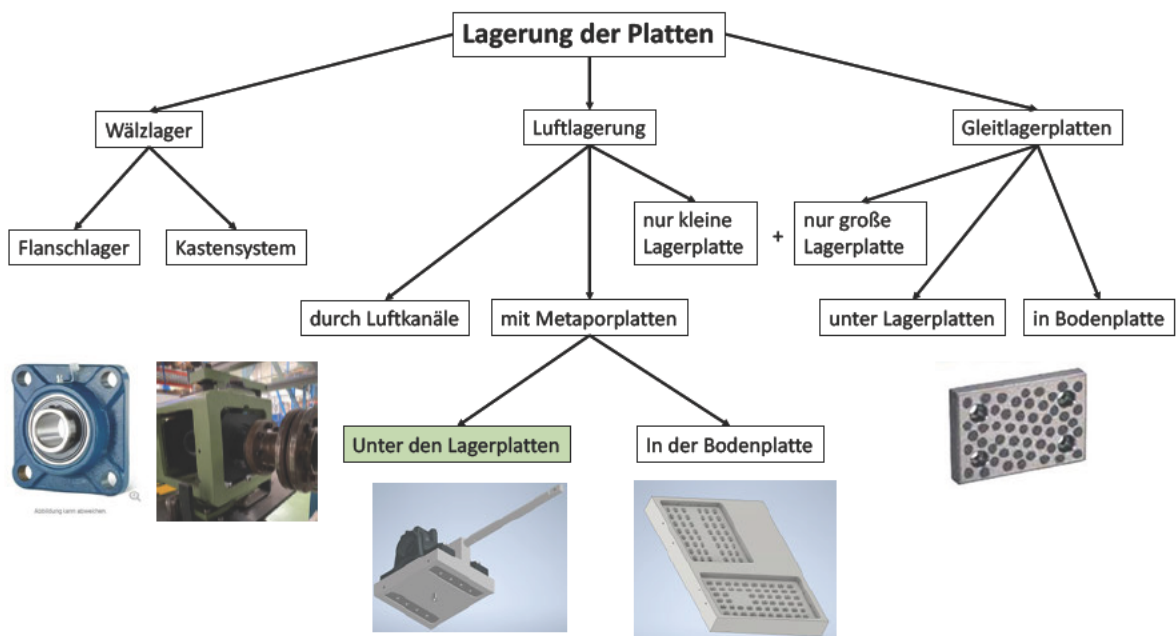 Lagerung der Platten
Wälzlager
Luftlagerung
Gleitlagerplatten
Flanschlager
Kastensystem
nur kleine
Lagerplatte
+
nur große
Lagerplatte
durch Luftkanäle
mit Metaporplatten
unter Lagerplatten
in Bodenplatte
Unter den Lagerplatten
In der Bodenplatte
Abbildung kann abweichen.